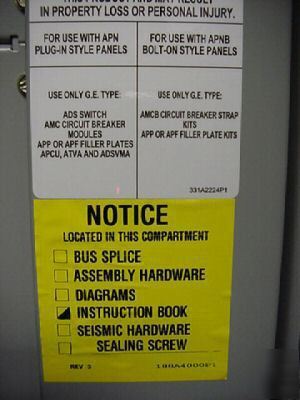 IN PROPERTY LOSS OR PERSONAL INJURY.
FOR USE WITH APN
PLUG-IN STYLE PANELS
FOR USE WITH APNB
BOLT-ON STYLE PANELS
USE ONLY G.E. TYPE:
ADS SWITCH
AMC CIRCUIT BREAKER
MODULES
APP OR APF FILLER PLATES
APCU, ATVA AND ADSVMA
USE ONLY G.E. TYPE:
AMCB CIRCUIT BREAKER STRAP
KITS
APP OR APF FILLER PLATE KITS
331A2224P1
NOTICE
LOCATED IN THIS COMPARTMENT
BUS SPLICE
ASSEMBLY HARDWARE
DIAGRAMS
INSTRUCTION BOOK
SEISMIC HARDWARE
SEALING SCREW
REV 3
198A4000P1